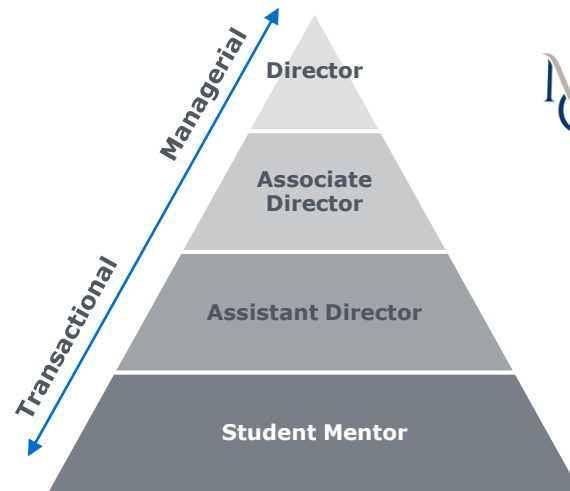 Managerial
Transactional
Director
Associate
Director
Assistant Director
Student Mentor